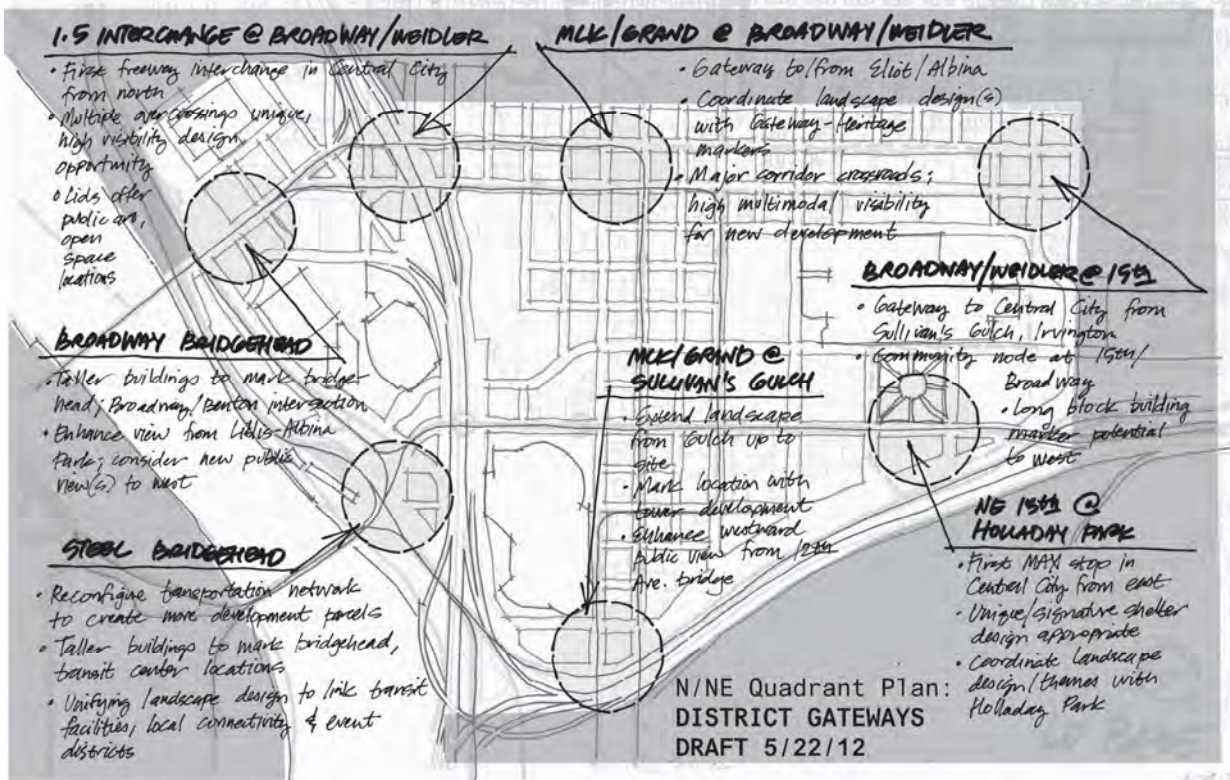 1.5 INTERCHANGE @ BROADWAY/WEIDLER
• First freeway interchange in Central City
from north
• Multiple overcrossings unique,
high visibility design
opportunity
• Lids offer
public art,
open
space
locations
MLK/GRAND @ BROADWAY/WEIDLER
• Gateway to/from Eliot/Albina
• Coordinate landscape design(s)
with Gateway-Heritage
markers
• Major corridor crossroads;
high multimodal visibility
for new development
BROADWAY/WEIDLER @ 15th
• Gateway to Central City from
Sullivan's Gulch, Irvington
• Community node at 15th/
Broadway
• Long block building
marker potential
to west
BROADWAY BRIDGEHEAD
• Taller buildings to mark bridge
head; Broadway/Benton intersection
• Enhance view from Lillis-Albina
Park; consider new public
view(s) to west
MLK/GRAND @
SULLIVAN'S GULCH
• Extend landscape
from Gulch up to
site
• Mark location with
tower development
• Enhance westward
public view from 12th
Ave. bridge
STEEL BRIDGEHEAD
• Reconfigure transportation network
to create more development parcels
• Taller buildings to mark bridgehead,
transit center locations
• Unifying landscape design to link transit
facilities, local connectivity & event
districts
NE 13th @
HOLLADAY PARK
• First MAX stop in
Central City from east
• Unique/signature shelter
design appropriate
• Coordinate landscape
design/themes with
Holladay Park
N/NE Quadrant Plan:
DISTRICT GATEWAYS
DRAFT 5/22/12